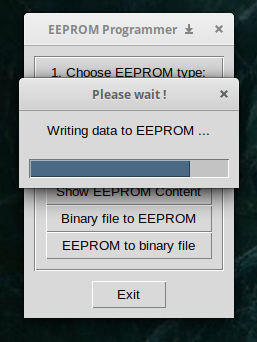 EEPROM Programmer
1. Choose EEPROM type:
Please wait !
Writing data to EEPROM ...
Show EEPROM Content
Binary file to EEPROM
EEPROM to binary file
Exit